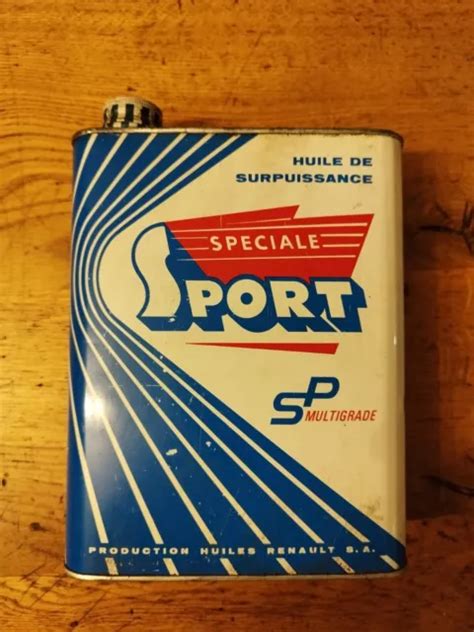 HUILE DE
SURPUISSANCE
SPECIALE
SPORT
SP MULTIGRADE
PRODUCTION HUILES RENAULT S.A.